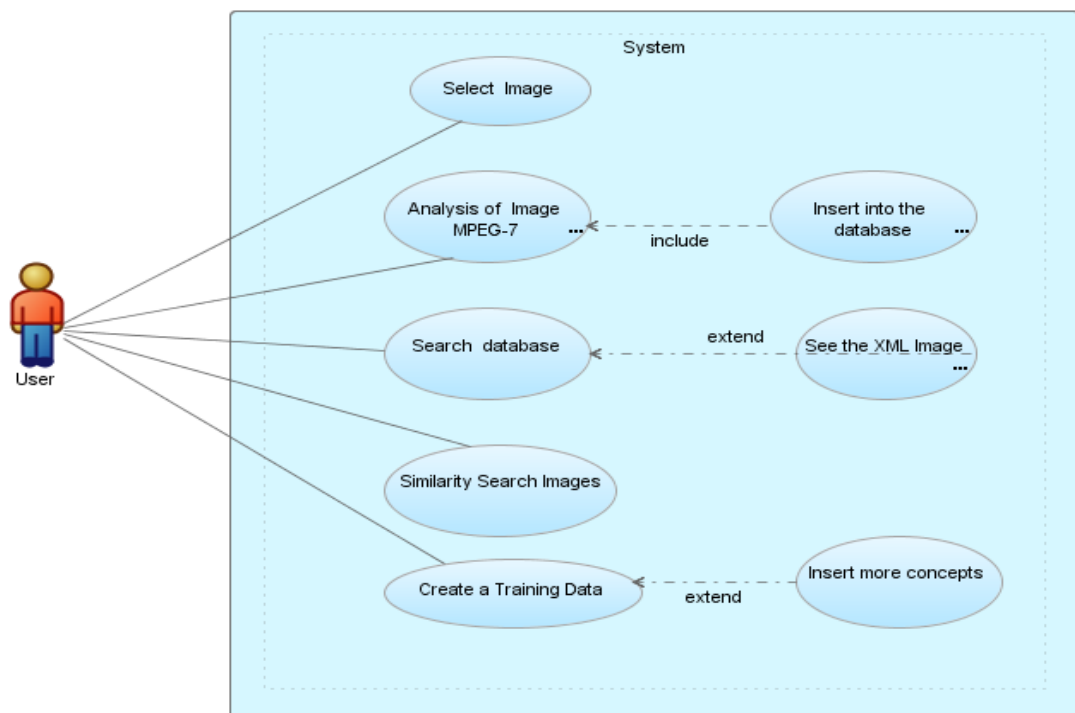 System
Select Image
Analysis of Image
MPEG-7
...
include
Insert into the
database
...
User
Search database
extend
See the XML Image
...
Similarity Search Images
Create a Training Data
extend
Insert more concepts